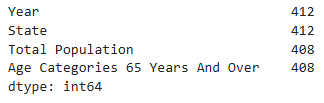 Year 412
State 412
Total Population 408
Age Categories 65 Years And Over 408
dtype: int64